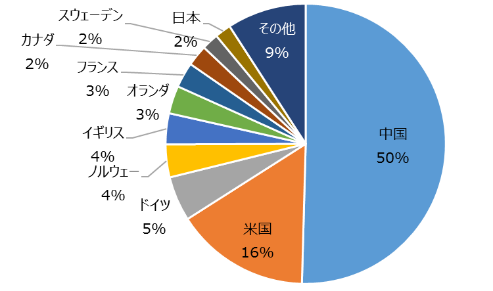 中国
50%
米国
16%
ドイツ
5%
ノルウェー
4%
イギリス
4%
オランダ
3%
フランス
3%
カナダ
2%
スウェーデン
2%
日本
2%
その他
9%